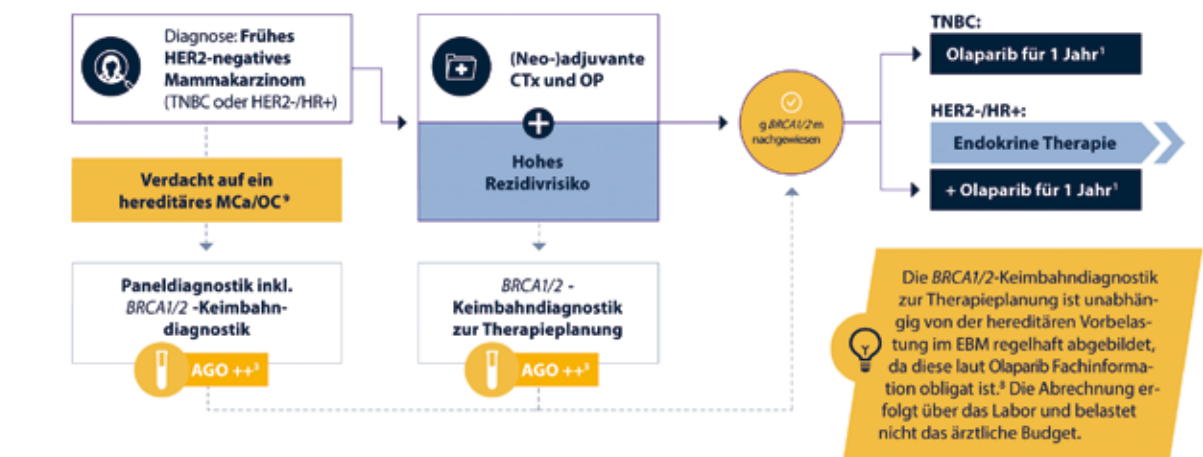 Diagnose: Frühes
HER2-negatives
Mammakarzinom
(TNBC oder HER2-/HR+)
(Neo-)adjuvante
CTx und OP
Hohes
Rezidivrisiko
g BRCA1/2 m
nachgewiesen
TNBC:
Olaparib für 1 Jahr¹
HER2-/HR+:
Endokrine Therapie
+ Olaparib für 1 Jahr¹
Verdacht auf ein
hereditäres MCa/OC⁹
Paneldiagnostik inkl.
BRCA1/2 -Keimbahn-
diagnostik
AGO ++³
BRCA1/2 -
Keimbahndiagnostik
zur Therapieplanung
AGO ++³
Die BRCA1/2-Keimbahndiagnostik
zur Therapieplanung ist unabhän-
gig von der hereditären Vorbelas-
tung im EBM regelhaft abgebildet,
da diese laut Olaparib Fachinforma-
tion obligat ist.⁸ Die Abrechnung er-
folgt über das Labor und belastet
nicht das ärztliche Budget.